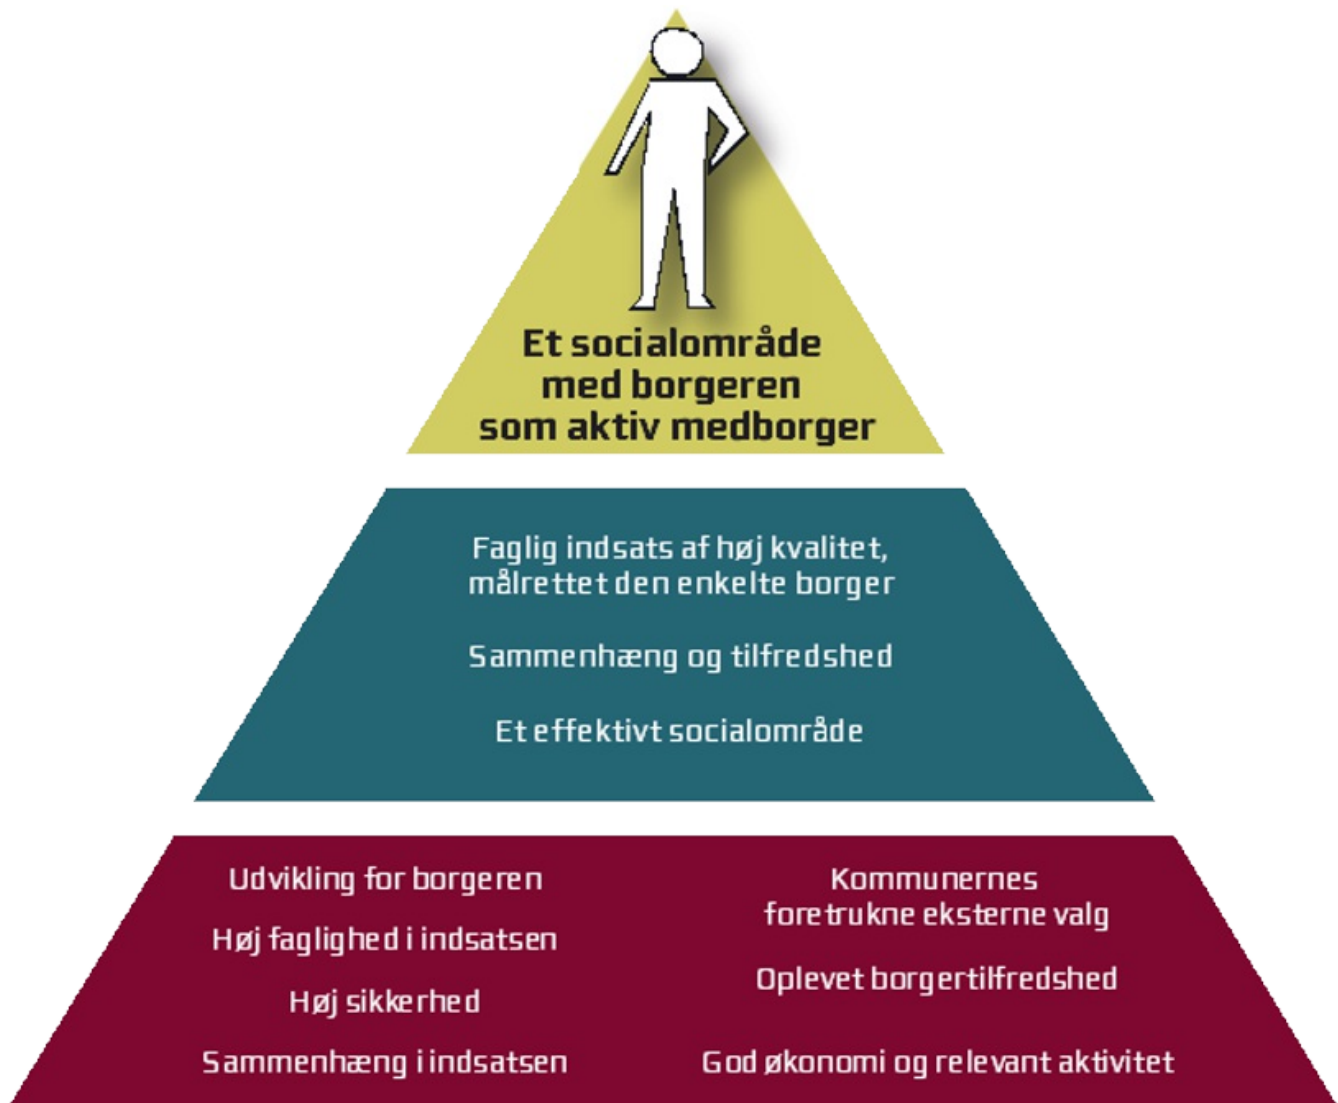 Et socialområde
med borgeren
som aktiv medborger
Faglig indsats af høj kvalitet,
målrettet den enkelte borger
Sammenhæng og tilfredshed
Et effektivt socialområde
Udvikling for borgeren
Høj faglighed i indsatsen
Høj sikkerhed
Sammenhæng i indsatsen
Kommunernes
foretrukne eksterne valg
Oplevet borgertilfredshed
God økonomi og relevant aktivitet